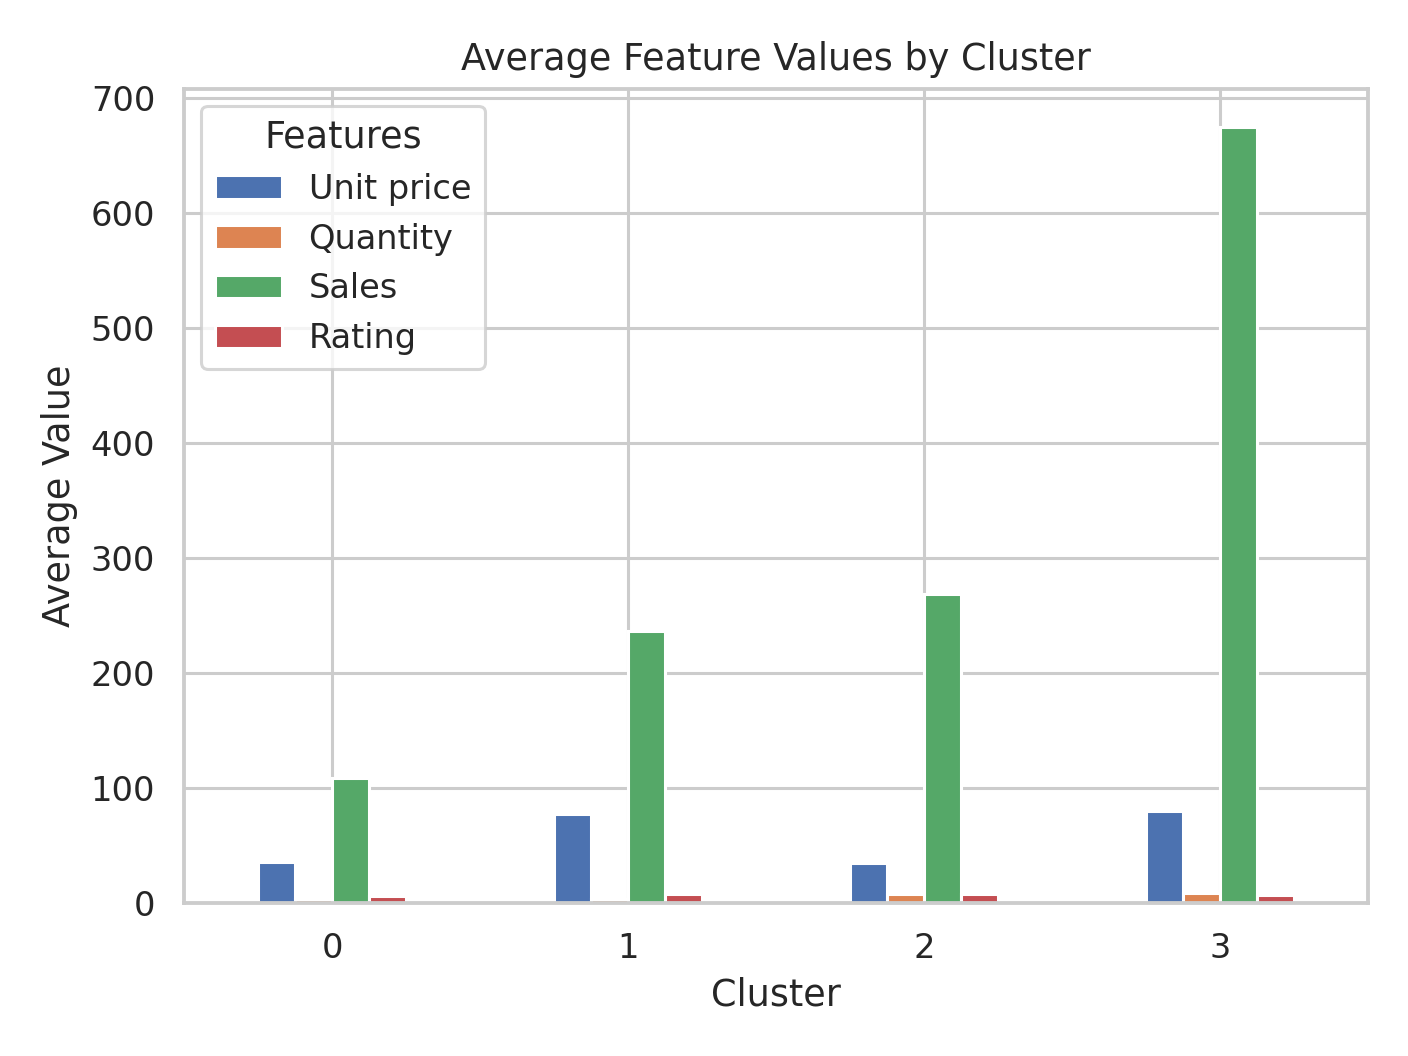 Average Feature Values by Cluster
700
600
500
400
300
200
100
0
Average Value
Features
Unit price
Quantity
Sales
Rating
0 1 2 3
Cluster